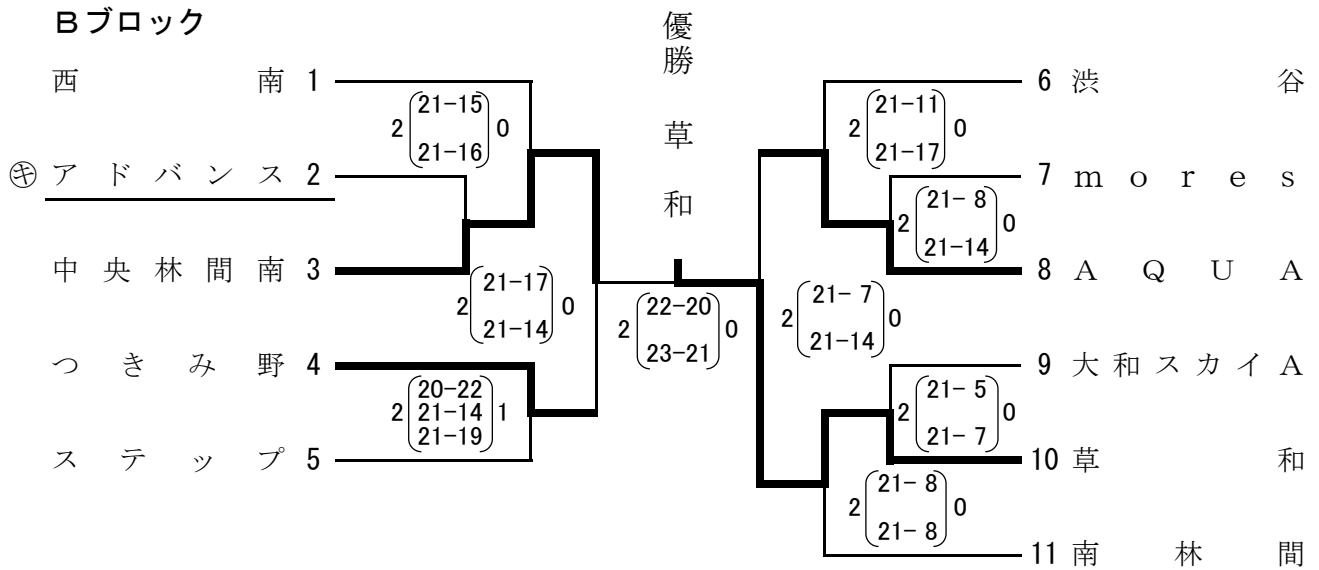 Bブロック
優勝 草和
西南 1
㋖アドバンス 2
中央林間南 3
つきみ野 4
ステップ 5
2 21-15 0
21-16
2 21-17 0
21-14
2 20-22 1
21-14
21-19
2 22-20 0
23-21
6 渋谷
7 mores
8 AQUA
9 大和スカイA
10 草和
11 南林間
2 21-11 0
21-17
2 21- 8 0
21-14
2 21- 7 0
21-14
2 21- 5 0
21- 7
2 21- 8 0
21- 8